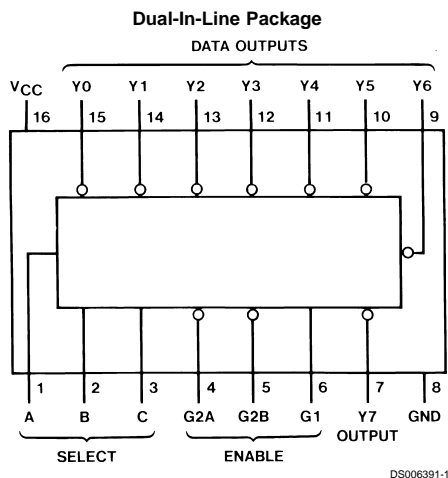 Dual-In-Line Package
DATA OUTPUTS
VCC Y0 Y1 Y2 Y3 Y4 Y5 Y6
16 15 14 13 12 11 10 9
1 2 3 4 5 6 7 8
A B C G2A G2B G1 Y7 GND
OUTPUT
SELECT ENABLE
DS006391-1